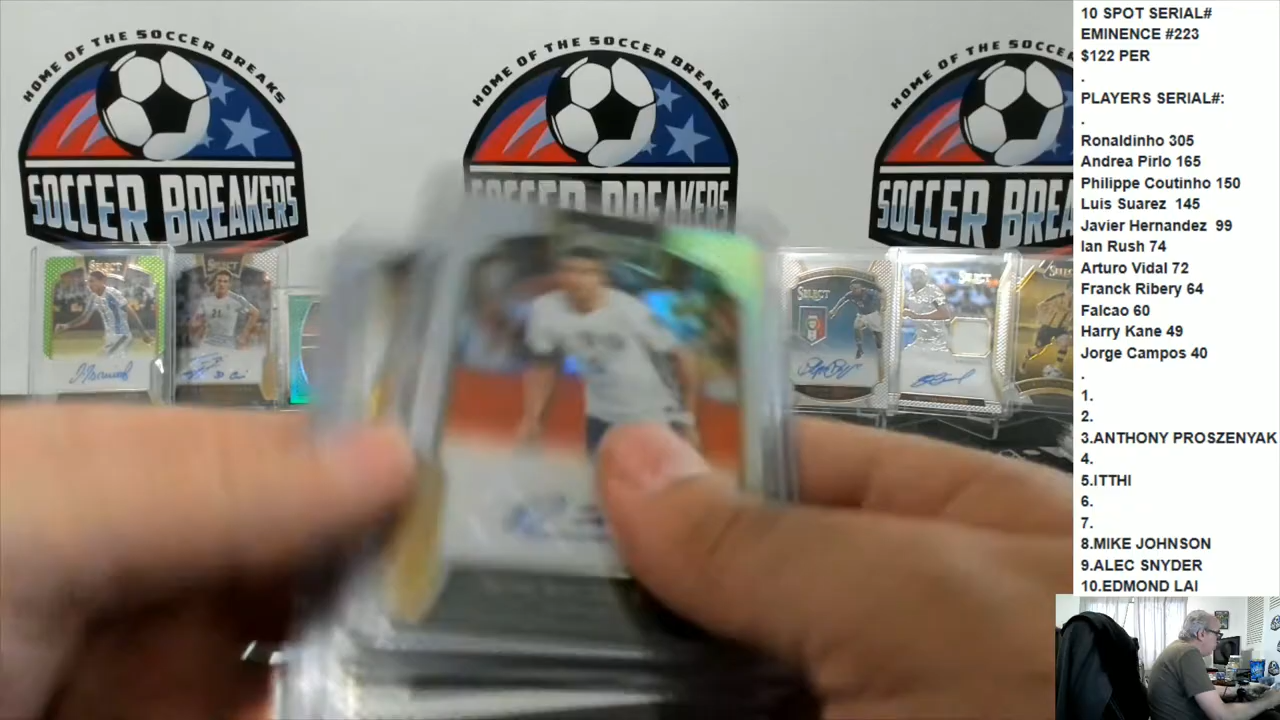 HOME OF THE SOCCER BREAKS
SOCCER BREAKERS
HOME OF THE SOCCER BREAKS
SOCCER BREAKERS
HOME OF THE SOCCER
SOCCER BREA
SELECT
SELECT
SELECT
21
10 SPOT SERIAL#
EMINENCE #223
$122 PER
.
PLAYERS SERIAL#:
.
Ronaldinho 305
Andrea Pirlo 165
Philippe Coutinho 150
Luis Suarez 145
Javier Hernandez 99
Ian Rush 74
Arturo Vidal 72
Franck Ribery 64
Falcao 60
Harry Kane 49
Jorge Campos 40
.
1.
2.
3.ANTHONY PROSZENYAK
4.
5.ITTHI
6.
7.
8.MIKE JOHNSON
9.ALEC SNYDER
10.EDMOND LAI